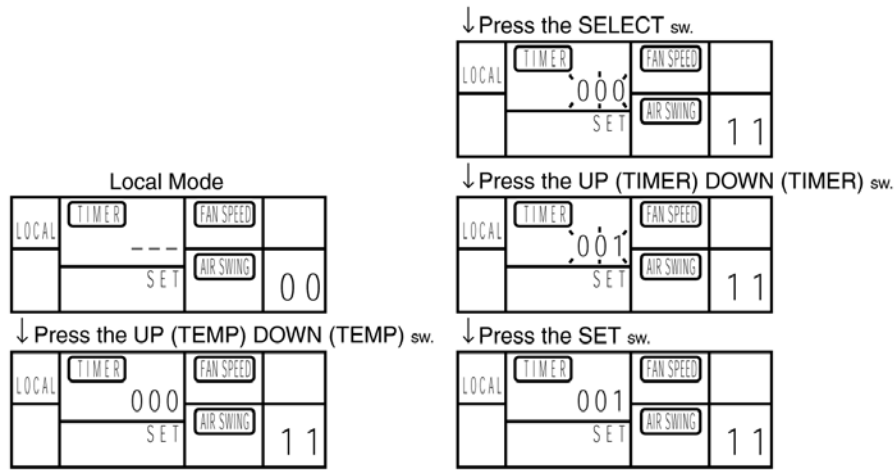 Local Mode
LOCAL TIMER FAN SPEED
---
SET AIR SWING 00
↓ Press the UP (TEMP) DOWN (TEMP) sw.
LOCAL TIMER FAN SPEED
000
SET AIR SWING 11
↓ Press the SELECT sw.
LOCAL TIMER FAN SPEED
000
SET AIR SWING 11
↓ Press the UP (TIMER) DOWN (TIMER) sw.
LOCAL TIMER FAN SPEED
001
SET AIR SWING 11
↓ Press the SET sw.
LOCAL TIMER FAN SPEED
001
SET AIR SWING 11